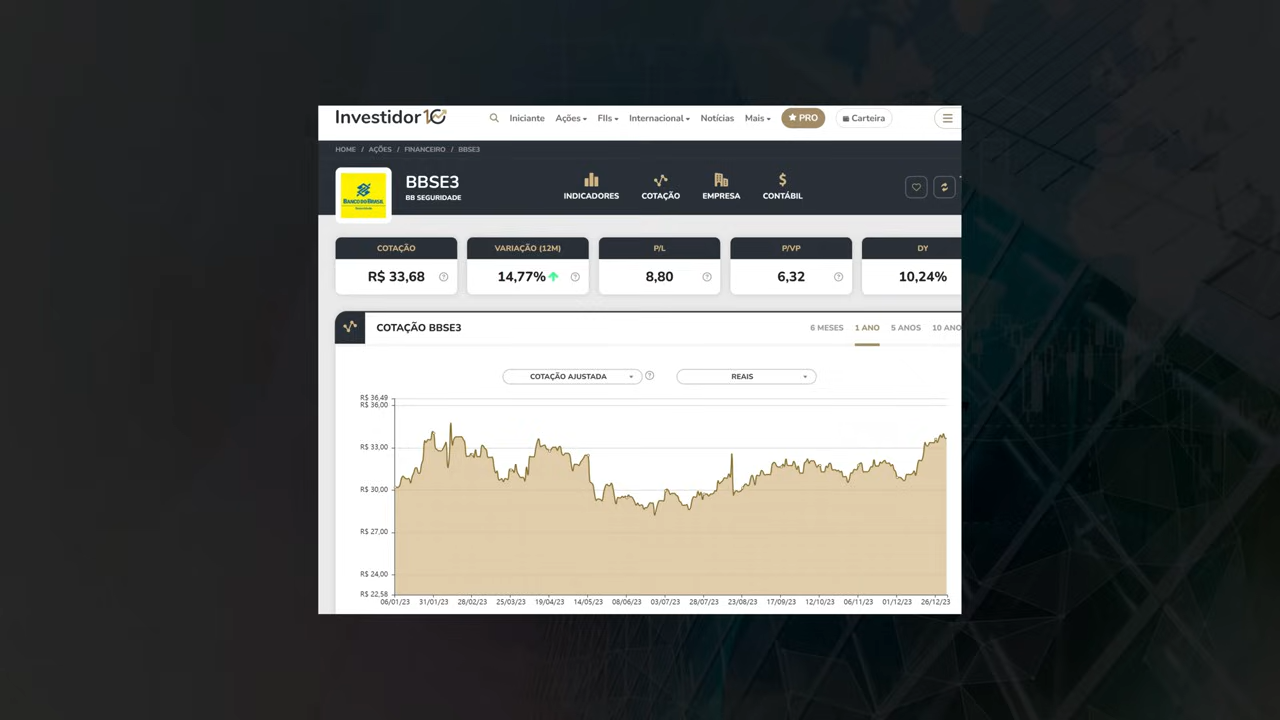 Investidor 10
Iniciante Ações FIIs Internacional Notícias Mais PRO Carteira
HOME / AÇÕES / FINANCEIRO / BBSE3
BANCO DO BRASIL
BBSE3
BB SEGURIDADE
INDICADORES COTAÇÃO EMPRESA CONTÁBIL
COTAÇÃO VARIAÇÃO (12M) P/L P/VP DY
R$ 33,68 ? 14,77% ? 8,80 ? 6,32 ? 10,24%
COTAÇÃO BBSE3
6 MESES 1 ANO 5 ANOS 10 ANO
COTAÇÃO AJUSTADA ? REAIS
R$ 36,49
R$ 36,00
R$ 33,00
R$ 30,00
R$ 27,00
R$ 24,00
R$ 22,58
06/01/23 31/01/23 28/02/23 25/03/23 19/04/23 14/05/23 08/06/23 03/07/23 28/07/23 23/08/23 17/09/23 12/10/23 06/11/23 01/12/23 26/12/23